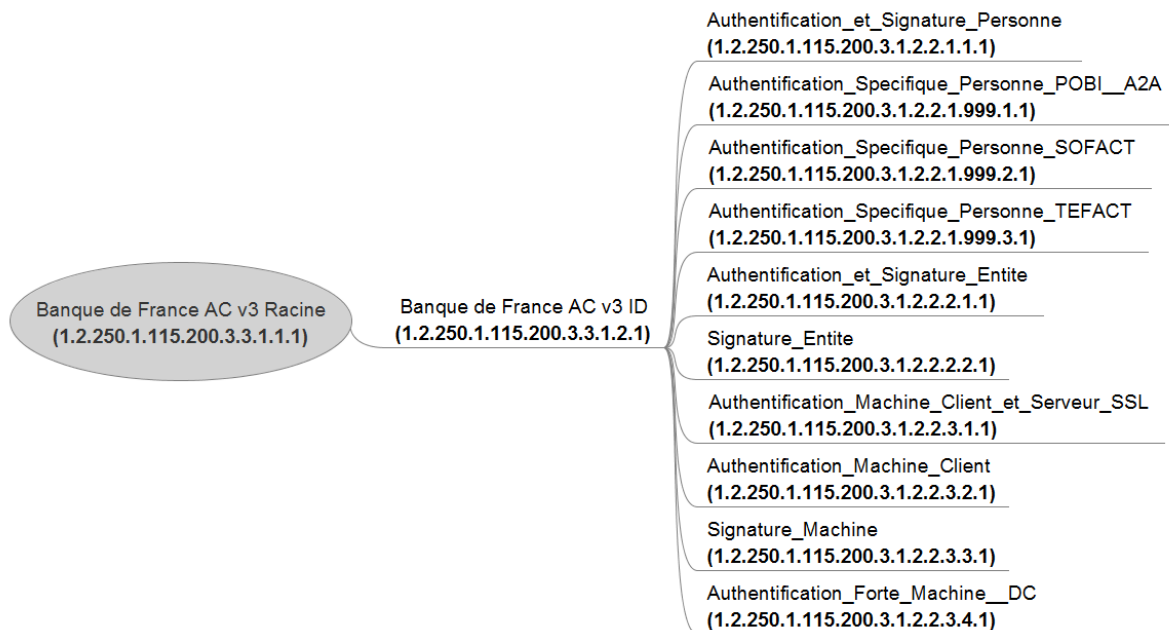 Banque de France AC v3 Racine
(1.2.250.1.115.200.3.3.1.1.1)
Banque de France AC v3 ID
(1.2.250.1.115.200.3.3.1.2.1)
Authentification_et_Signature_Personne
(1.2.250.1.115.200.3.1.2.2.1.1.1)
Authentification_Specifique_Personne_POBI__A2A
(1.2.250.1.115.200.3.1.2.2.1.999.1.1)
Authentification_Specifique_Personne_SOFACT
(1.2.250.1.115.200.3.1.2.2.1.999.2.1)
Authentification_Specifique_Personne_TEFACT
(1.2.250.1.115.200.3.1.2.2.1.999.3.1)
Authentification_et_Signature_Entite
(1.2.250.1.115.200.3.1.2.2.2.1.1)
Signature_Entite
(1.2.250.1.115.200.3.1.2.2.2.2.1)
Authentification_Machine_Client_et_Serveur_SSL
(1.2.250.1.115.200.3.1.2.2.3.1.1)
Authentification_Machine_Client
(1.2.250.1.115.200.3.1.2.2.3.2.1)
Signature_Machine
(1.2.250.1.115.200.3.1.2.2.3.3.1)
Authentification_Forte_Machine__DC
(1.2.250.1.115.200.3.1.2.2.3.4.1)